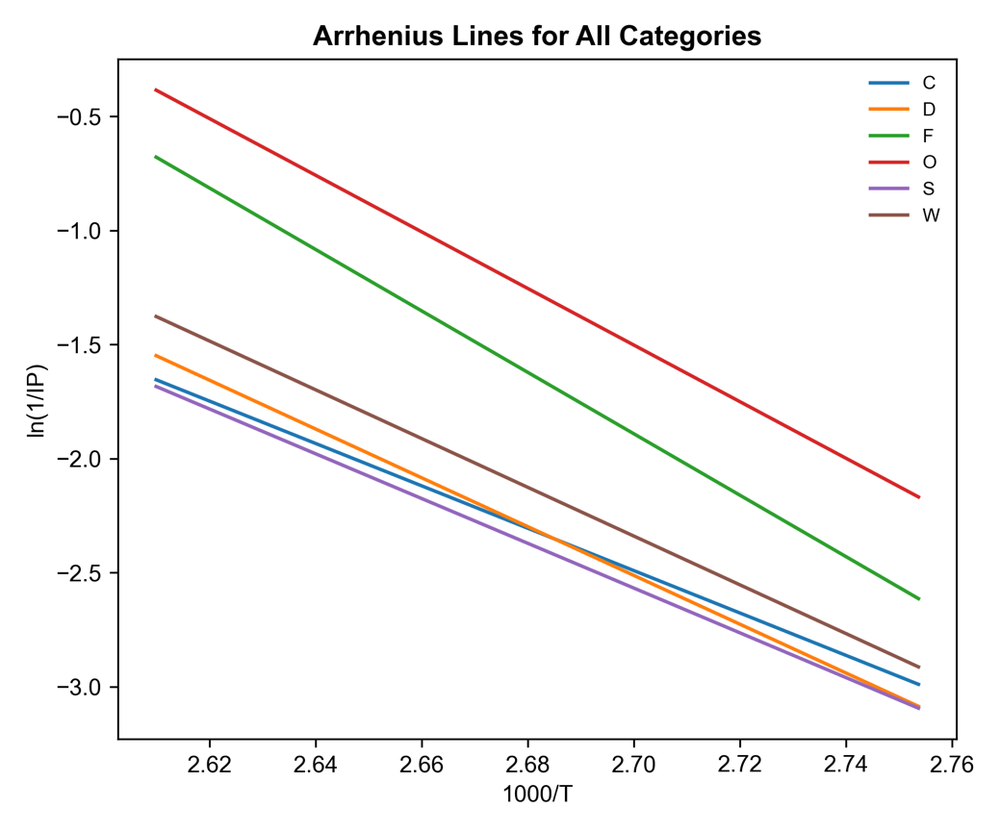 Arrhenius Lines for All Categories
C
D
F
O
S
W
−0.5
−1.0
−1.5
−2.0
−2.5
−3.0
ln(1/IP)
2.62 2.64 2.66 2.68 2.70 2.72 2.74 2.76
1000/T